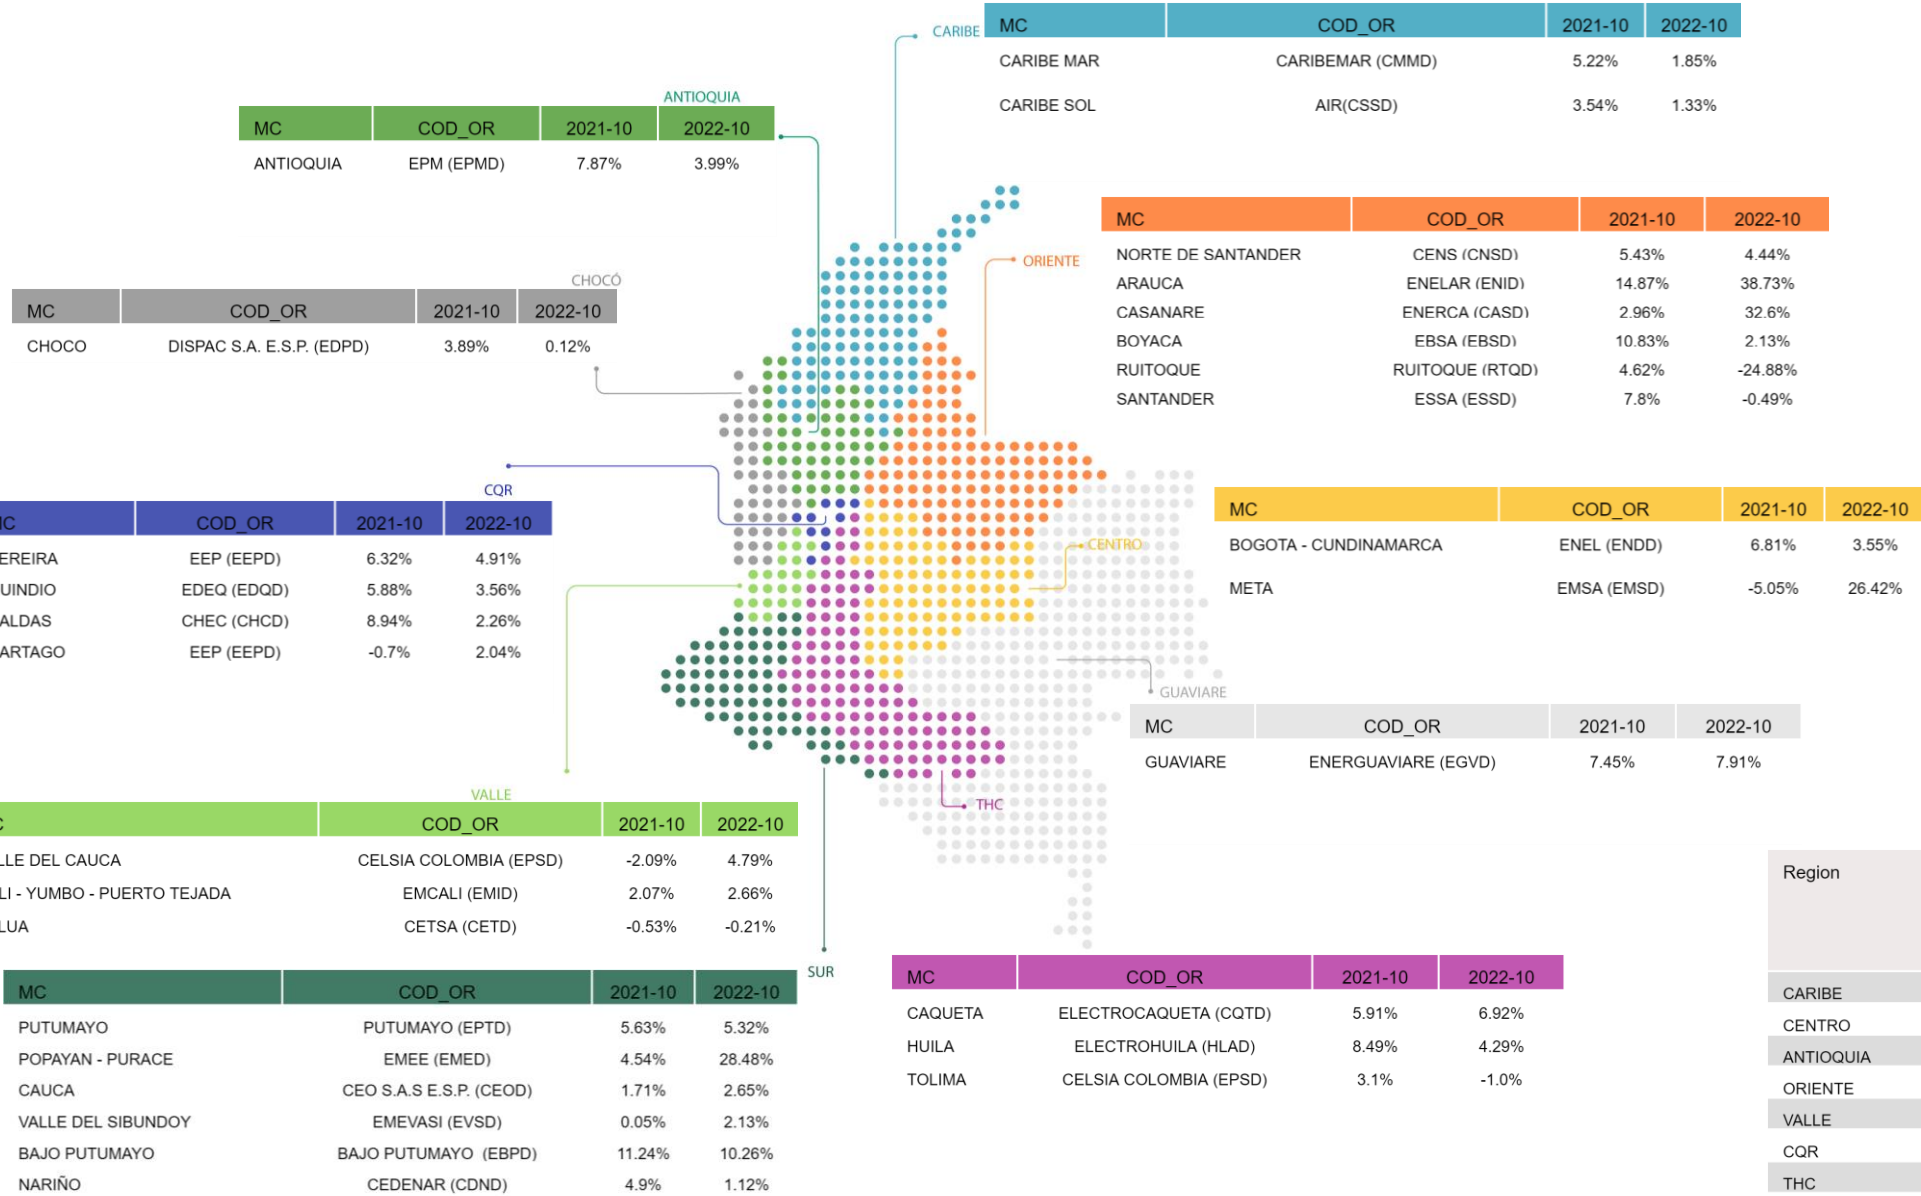 CARIBE
MC COD_OR 2021-10 2022-10
CARIBE MAR CARIBEMAR (CMMD) 5.22% 1.85%
CARIBE SOL AIR(CSSD) 3.54% 1.33%
ANTIOQUIA
MC COD_OR 2021-10 2022-10
ANTIOQUIA EPM (EPMD) 7.87% 3.99%
ORIENTE
MC COD_OR 2021-10 2022-10
NORTE DE SANTANDER CENS (CNSD) 5.43% 4.44%
ARAUCA ENELAR (ENID) 14.87% 38.73%
CASANARE ENERCA (CASD) 2.96% 32.6%
BOYACA EBSA (EBSD) 10.83% 2.13%
RUITOQUE RUITOQUE (RTQD) 4.62% -24.88%
SANTANDER ESSA (ESSD) 7.8% -0.49%
CHOCÓ
MC COD_OR 2021-10 2022-10
CHOCO DISPAC S.A. E.S.P. (EDPD) 3.89% 0.12%
CQR
MC COD_OR 2021-10 2022-10
EREIRA EEP (EEPD) 6.32% 4.91%
UINDIO EDEQ (EDQD) 5.88% 3.56%
ALDAS CHEC (CHCD) 8.94% 2.26%
ARTAGO EEP (EEPD) -0.7% 2.04%
CENTRO
MC COD_OR 2021-10 2022-10
BOGOTA - CUNDINAMARCA ENEL (ENDD) 6.81% 3.55%
META EMSA (EMSD) -5.05% 26.42%
GUAVIARE
MC COD_OR 2021-10 2022-10
GUAVIARE ENERGUAVIARE (EGVD) 7.45% 7.91%
VALLE
C COD_OR 2021-10 2022-10
LLE DEL CAUCA CELSIA COLOMBIA (EPSD) -2.09% 4.79%
LI - YUMBO - PUERTO TEJADA EMCALI (EMID) 2.07% 2.66%
LUA CETSA (CETD) -0.53% -0.21%
SUR
MC COD_OR 2021-10 2022-10
PUTUMAYO PUTUMAYO (EPTD) 5.63% 5.32%
POPAYAN - PURACE EMEE (EMED) 4.54% 28.48%
CAUCA CEO S.A.S E.S.P. (CEOD) 1.71% 2.65%
VALLE DEL SIBUNDOY EMEVASI (EVSD) 0.05% 2.13%
BAJO PUTUMAYO BAJO PUTUMAYO (EBPD) 11.24% 10.26%
NARIÑO CEDENAR (CDND) 4.9% 1.12%
THC
MC COD_OR 2021-10 2022-10
CAQUETA ELECTROCAQUETA (CQTD) 5.91% 6.92%
HUILA ELECTROHUILA (HLAD) 8.49% 4.29%
TOLIMA CELSIA COLOMBIA (EPSD) 3.1% -1.0%
Region
CARIBE
CENTRO
ANTIOQUIA
ORIENTE
VALLE
CQR
THC